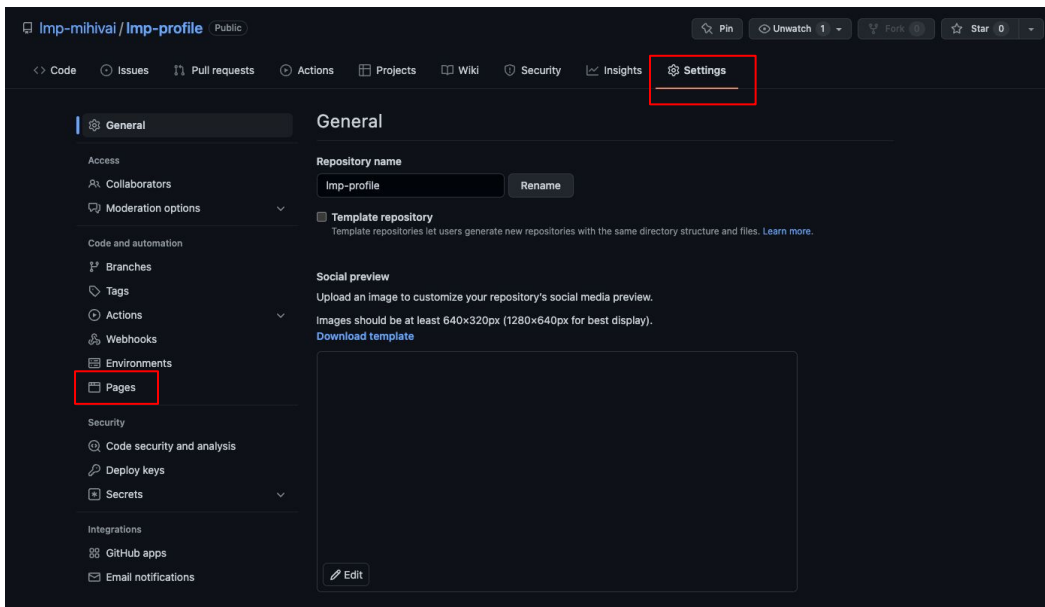 lmp-mihivai / lmp-profile Public
Pin
Unwatch 1
Fork 0
Star 0
Code Issues Pull requests Actions Projects Wiki Security Insights Settings
General
Access
Collaborators
Moderation options
Code and automation
Branches
Tags
Actions
Webhooks
Environments
Pages
Security
Code security and analysis
Deploy keys
Secrets
Integrations
GitHub apps
Email notifications
General
Repository name
lmp-profile
Rename
Template repository
Template repositories let users generate new repositories with the same directory structure and files. Learn more.
Social preview
Upload an image to customize your repository's social media preview.
Images should be at least 640×320px (1280×640px for best display).
Download template
Edit